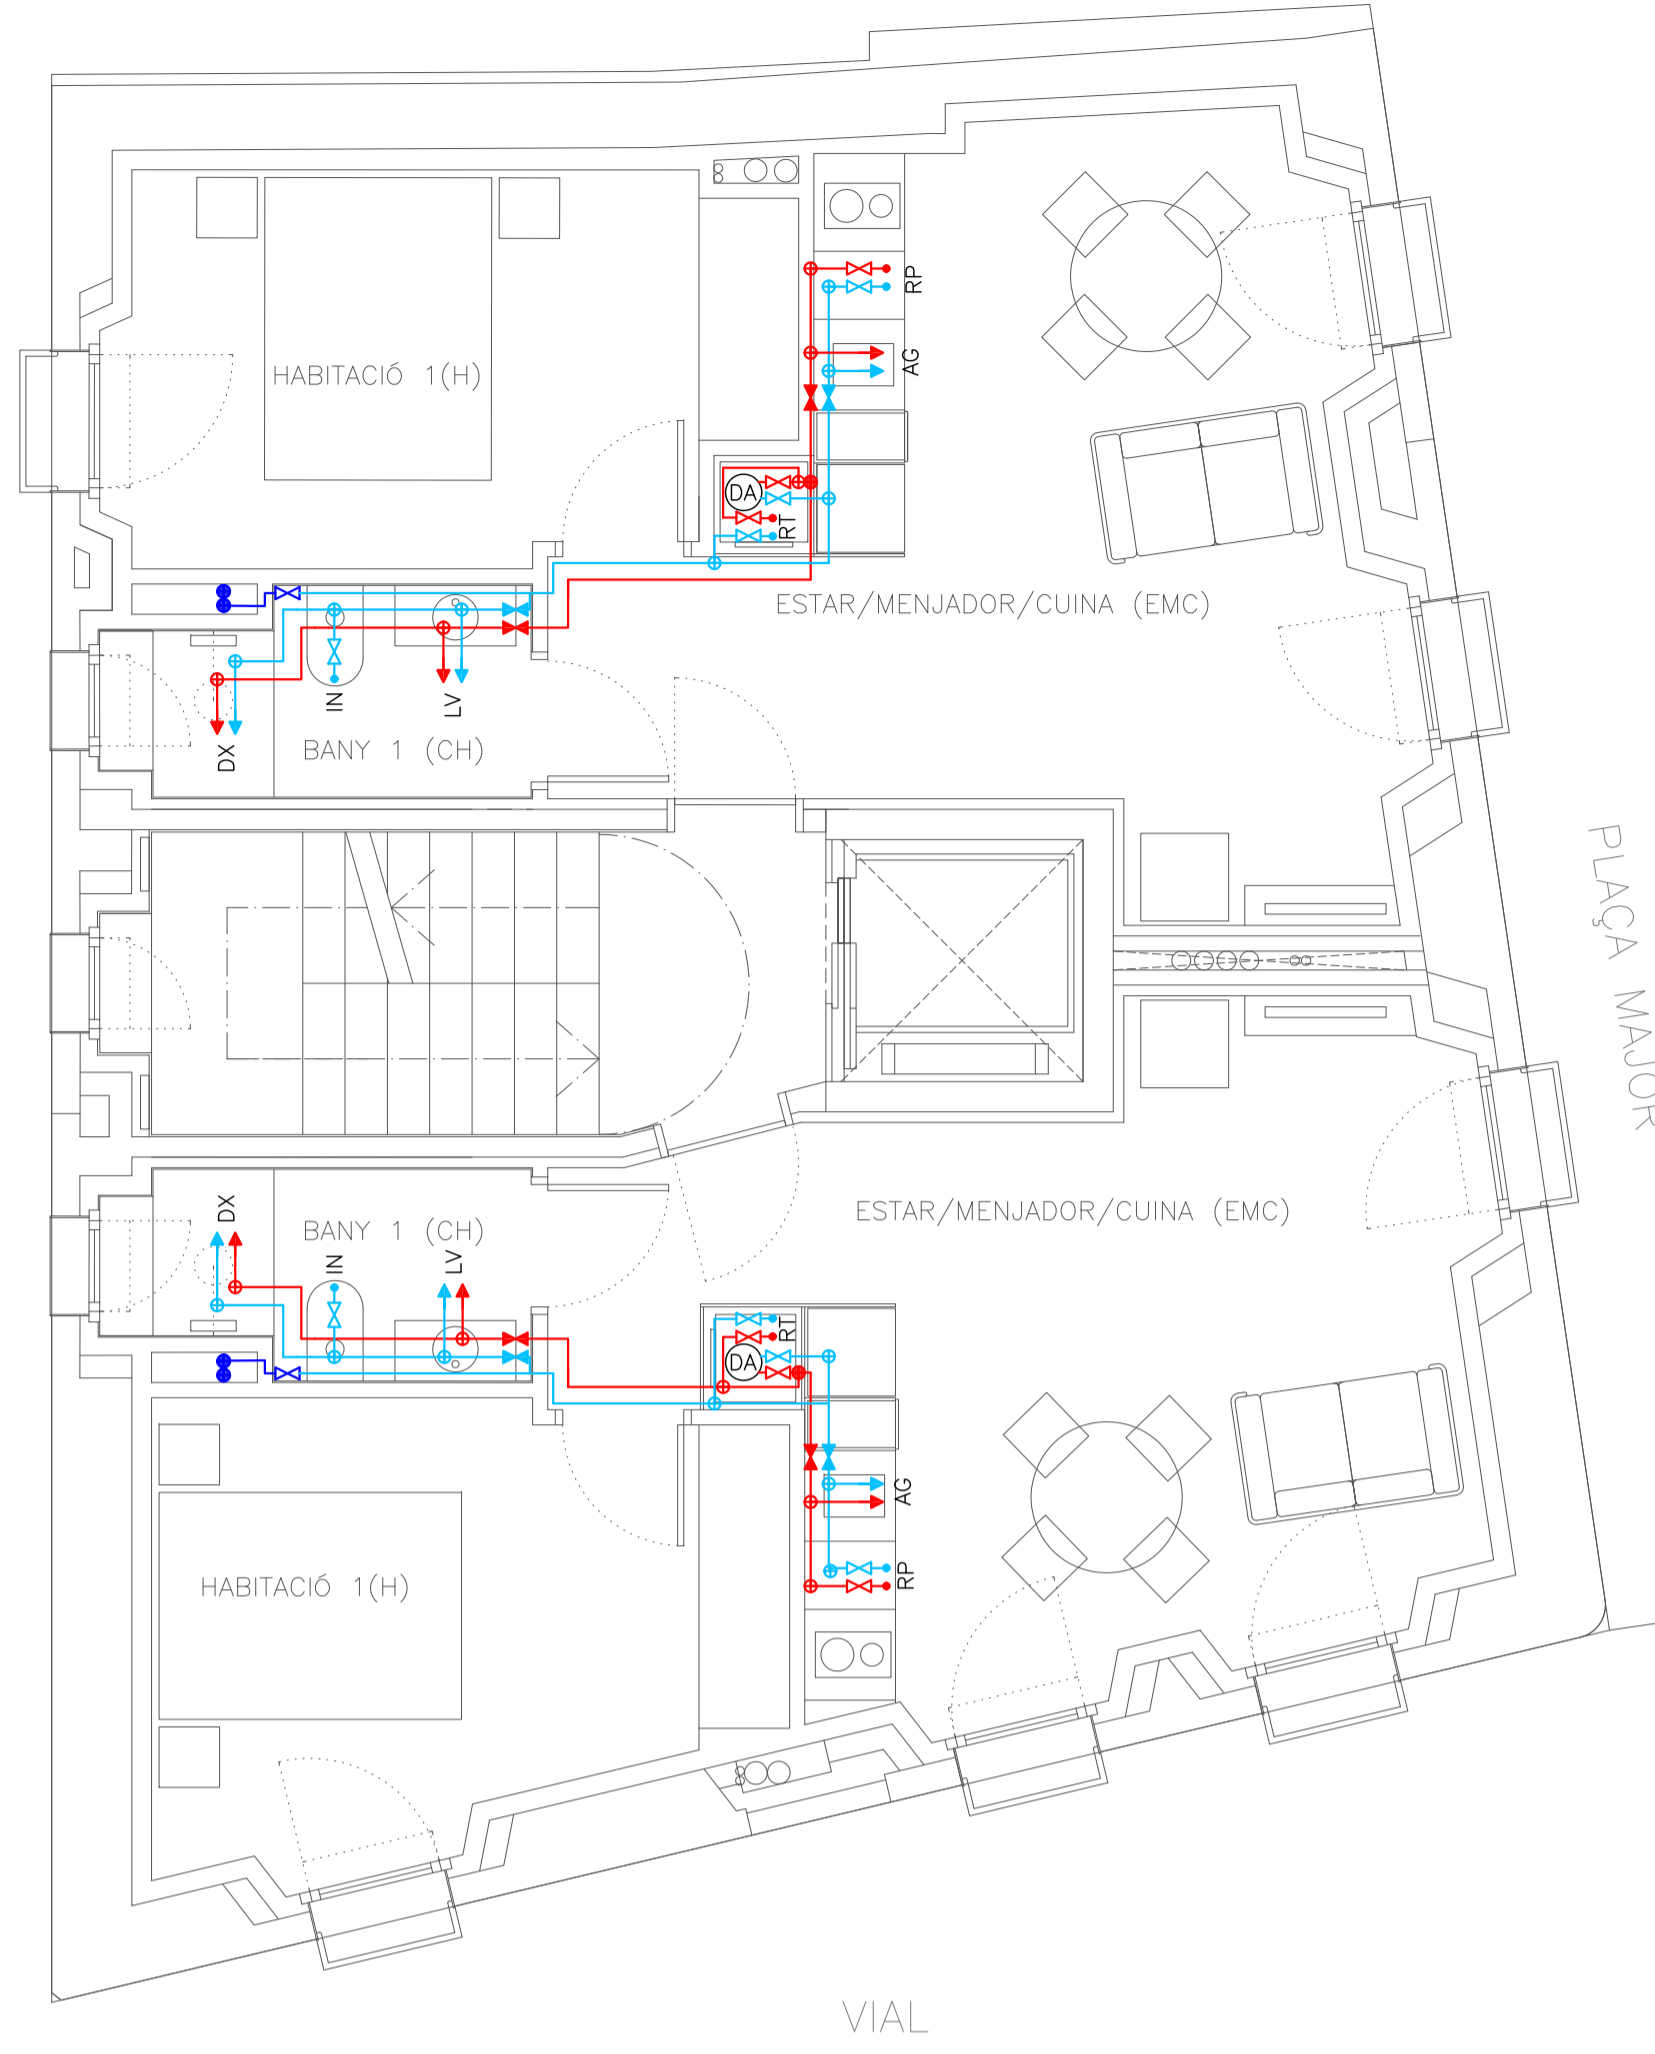 RP
HABITACIÓ 1(H)
AG
DA
RT
ESTAR/MENJADOR/CUINA (EMC)
IN
LV
DX
BANY 1 (CH)
PLAÇA MAJOR
DX
BANY 1 (CH)
IN
LV
ESTAR/MENJADOR/CUINA (EMC)
RT
DA
AG
RP
HABITACIÓ 1(H)
VIAL